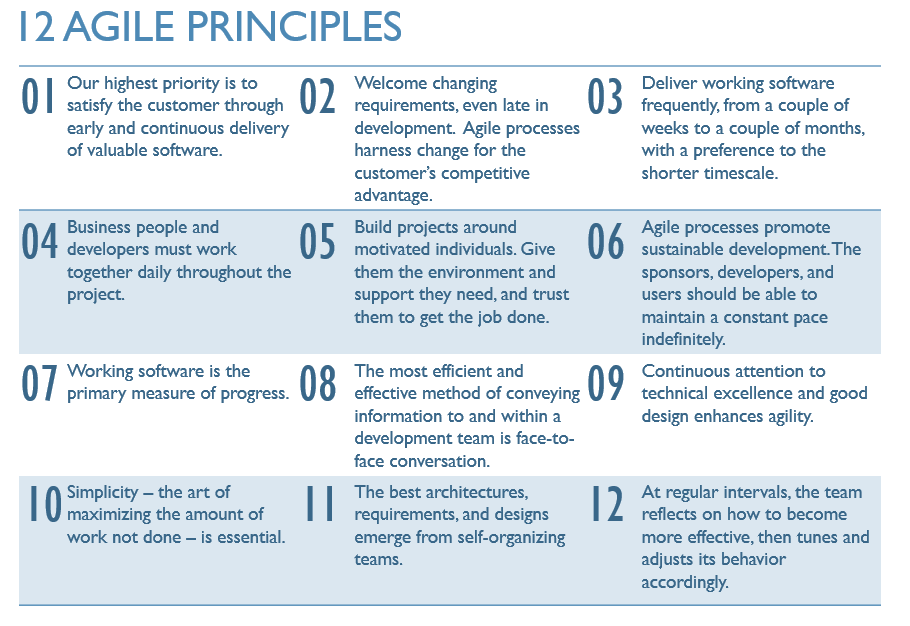 12 AGILE PRINCIPLES
01
Our highest priority is to
satisfy the customer through
early and continuous delivery
of valuable software.
02
Welcome changing
requirements, even late in
development. Agile processes
harness change for the
customer's competitive
advantage.
03
Deliver working software
frequently, from a couple of
weeks to a couple of months,
with a preference to the
shorter timescale.
04
Business people and
developers must work
together daily throughout the
project.
05
Build projects around
motivated individuals. Give
them the environment and
support they need, and trust
them to get the job done.
06
Agile processes promote
sustainable development. The
sponsors, developers, and
users should be able to
maintain a constant pace
indefinitely.
07
Working software is the
primary measure of progress.
08
The most efficient and
effective method of conveying
information to and within a
development team is face-to-
face conversation.
09
Continuous attention to
technical excellence and good
design enhances agility.
10
Simplicity – the art of
maximizing the amount of
work not done – is essential.
11
The best architectures,
requirements, and designs
emerge from self-organizing
teams.
12
At regular intervals, the team
reflects on how to become
more effective, then tunes and
adjusts its behavior
accordingly.